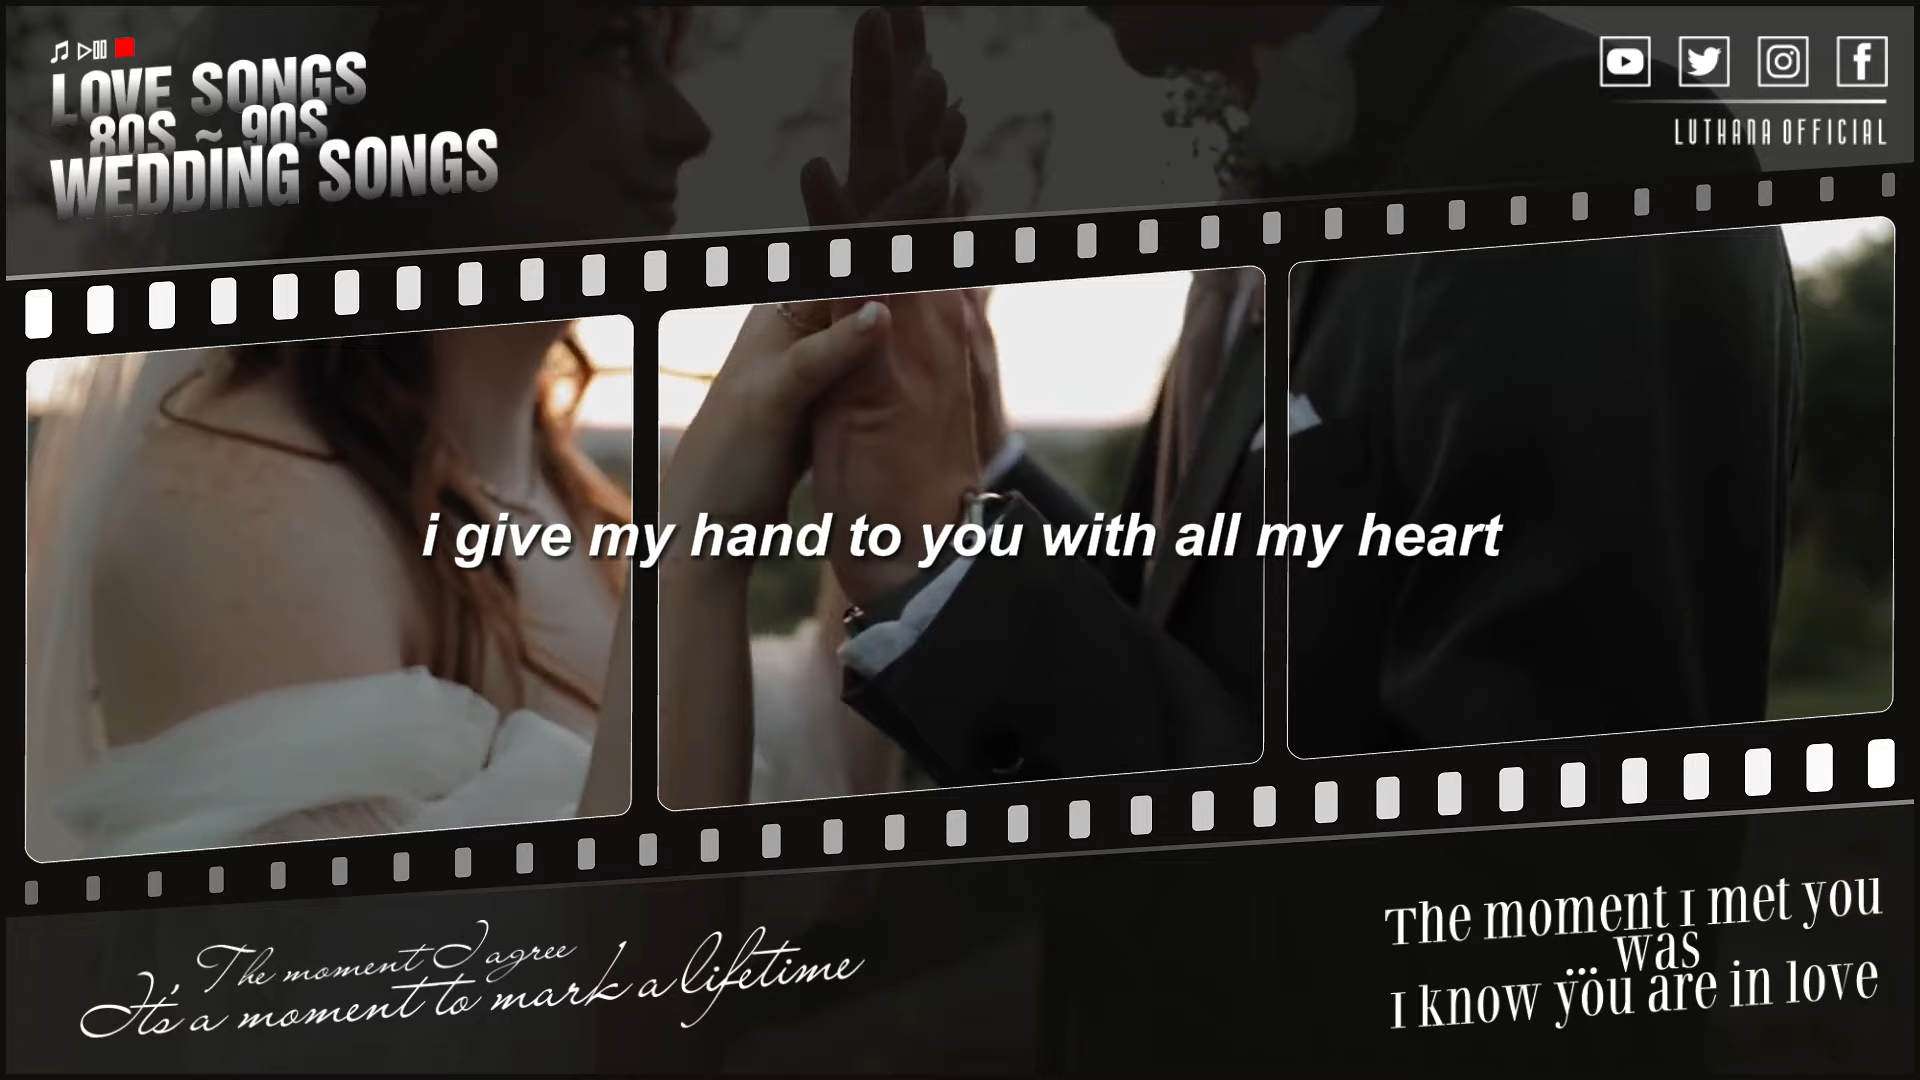 LOVE SONGS
80S ~ 90S
WEDDING SONGS
LUTHANA OFFICIAL
i give my hand to you with all my heart
The moment I agree
It's a moment to mark a lifetime
The moment I met you
was
I know yöu are in love